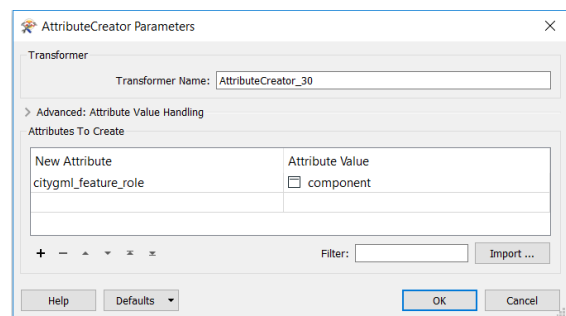 AttributeCreator Parameters
Transformer
Transformer Name: AttributeCreator_30
Advanced: Attribute Value Handling
Attributes To Create
New Attribute Attribute Value
citygml_feature_role component
Filter: Import ...
Help Defaults OK Cancel